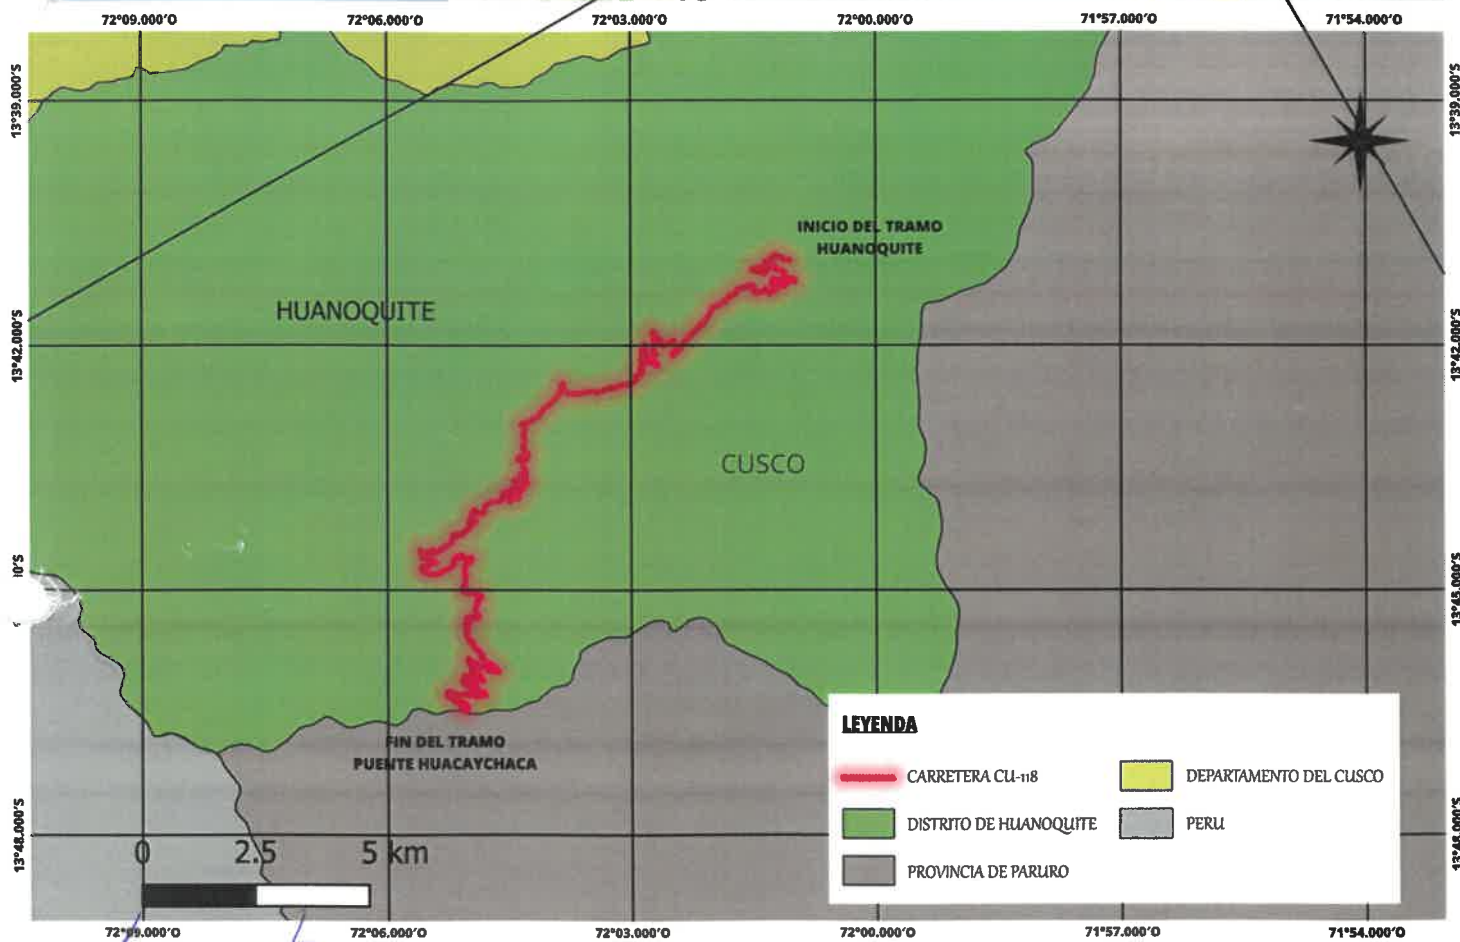 72°09.000'O 72°06.000'O 72°03.000'O 72°00.000'O 71°57.000'O 71°54.000'O
13°39.000'S 13°39.000'S
INICIO DEL TRAMO
HUANOQUITE
HUANOQUITE
13°42.000'S 13°42.000'S
CUSCO
13°45.000'S
FIN DEL TRAMO
PUENTE HUACAYCHACA
LEYENDA
CARRETERA CU-118
DEPARTAMENTO DEL CUSCO
DISTRITO DE HUANOQUITE
PERU
PROVINCIA DE PARURO
13°48.000'S 13°48.000'S
0 2.5 5 km
72°09.000'O 72°06.000'O 72°03.000'O 72°00.000'O 71°57.000'O 71°54.000'O